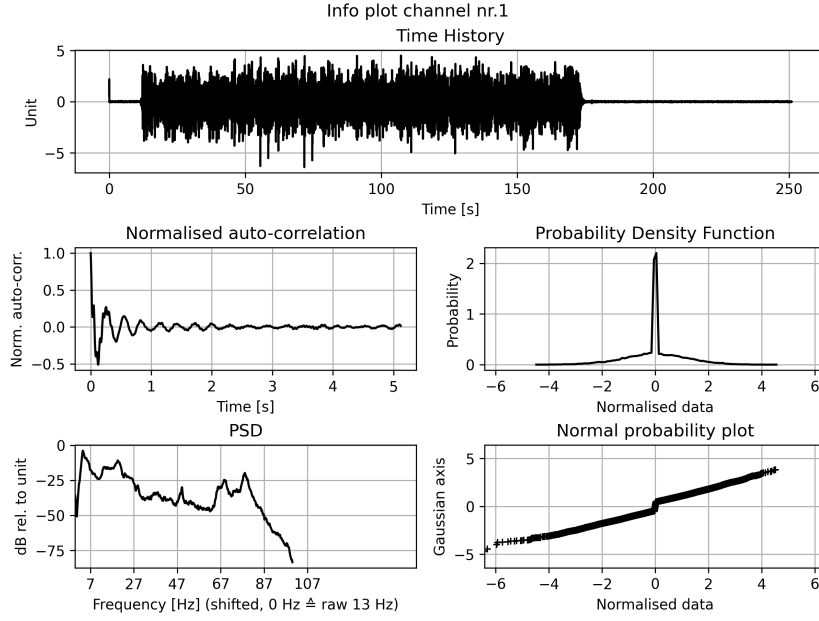 Info plot channel nr.1
Time History
Unit
5
0
−5
0 50 100 150 200 250
Time [s]
Normalised auto-correlation
Norm. auto-corr.
1.0
0.5
0.0
−0.5
0 1 2 3 4 5
Time [s]
Probability Density Function
Probability
2
1
0
−6 −4 −2 0 2 4 6
Normalised data
PSD
dB rel. to unit
0
−25
−50
−75
7 27 47 67 87 107
Frequency [Hz] (shifted, 0 Hz ≙ raw 13 Hz)
Normal probability plot
Gaussian axis
5
0
−5
−6 −4 −2 0 2 4 6
Normalised data